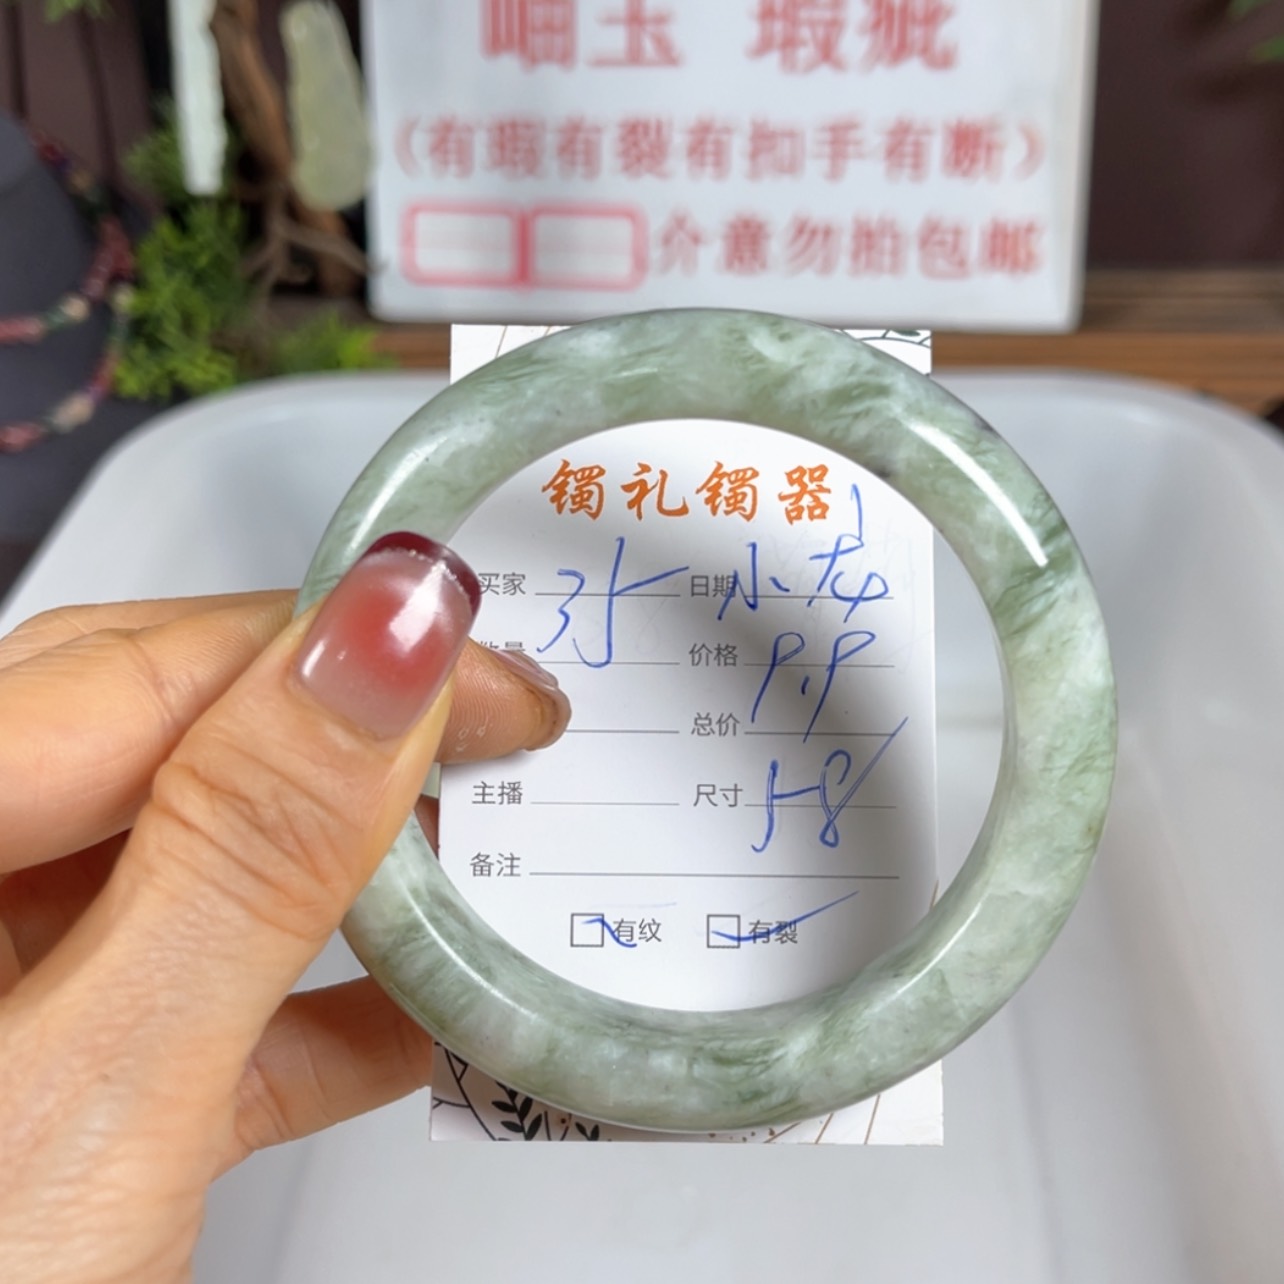 岫玉 瑕疵
（有瑕有裂有扣手有断）
介意勿拍包邮
镯礼镯器
买家 日期
数量 价格
9.9
总价
主播 尺寸
58
备注
有纹 有裂